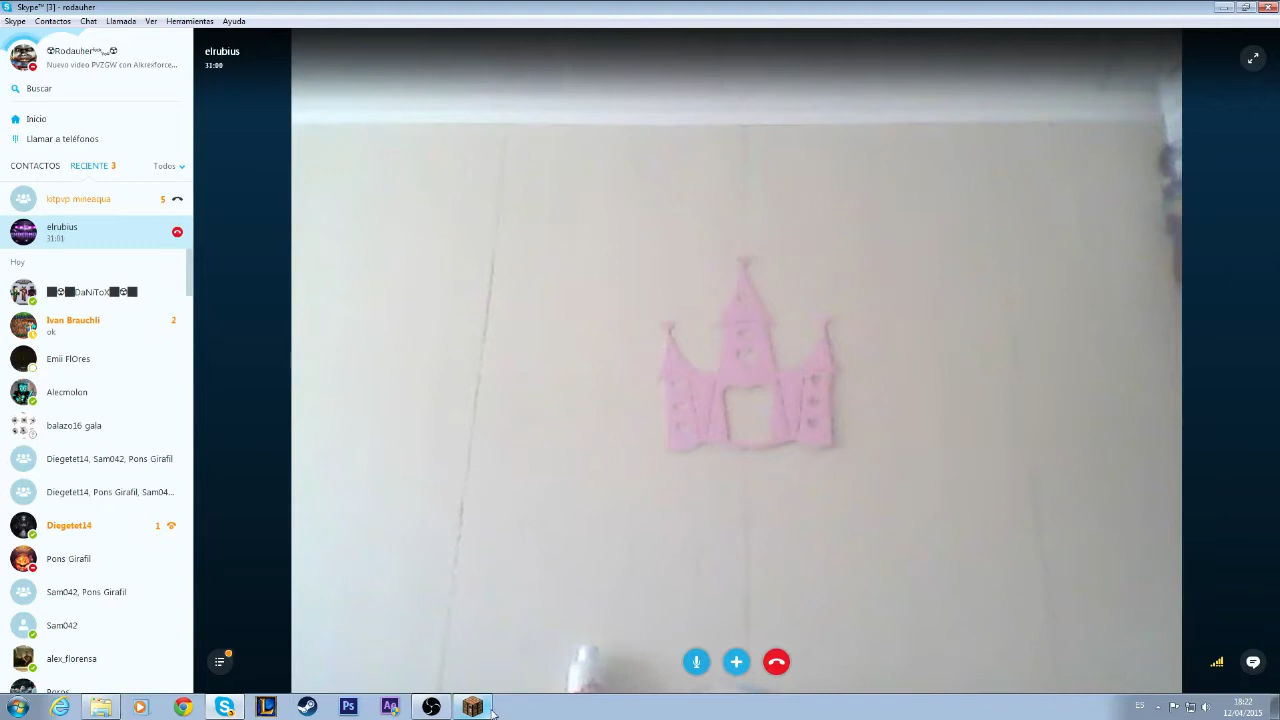 Skype™ [3] - rodauher
Skype Contactos Chat Llamada Ver Herramientas Ayuda
Nuevo video PVZGW con Alkrexforce...
Buscar
Inicio
Llamar a teléfonos
CONTACTOS RECIENTE 3 Todos
kitpvp mineaqua 5
elrubius
31:01
Hoy
DaNiToX
Ivan Brauchli 2
ok
Emii FlOres
Alecmolon
balazo16 gala
Diegetet14, Sam042, Pons Girafil
Diegetet14, Pons Girafil, Sam04...
Diegetet14 1
Pons Girafil
Sam042, Pons Girafil
Sam042
alex_florensa
elrubius
31:00
Ps
ES
18:22
12/04/2015